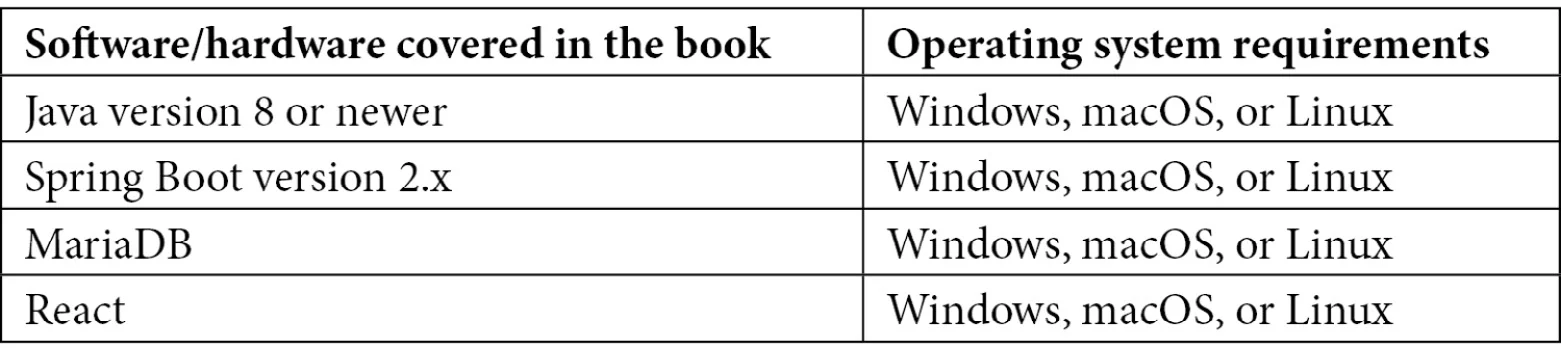 Software/hardware covered in the book Operating system requirements
Java version 8 or newer Windows, macOS, or Linux
Spring Boot version 2.x Windows, macOS, or Linux
MariaDB Windows, macOS, or Linux
React Windows, macOS, or Linux